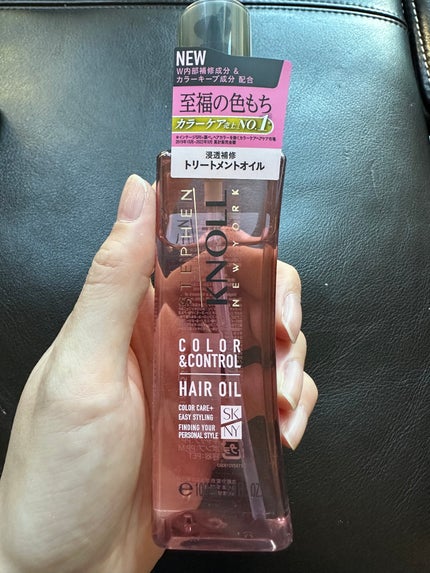 NEW
W内部補修成分 &
カラーキープ成分 配合
至福の色もち
カラーケア売上NO.1
浸透補修
トリートメントオイル
STEPHEN
KNOLL
NEW YORK
COLOR
&CONTROL
HAIR OIL
COLOR CARE+
EASY STYLING
FINDING YOUR
PERSONAL STYLE
SK
NY